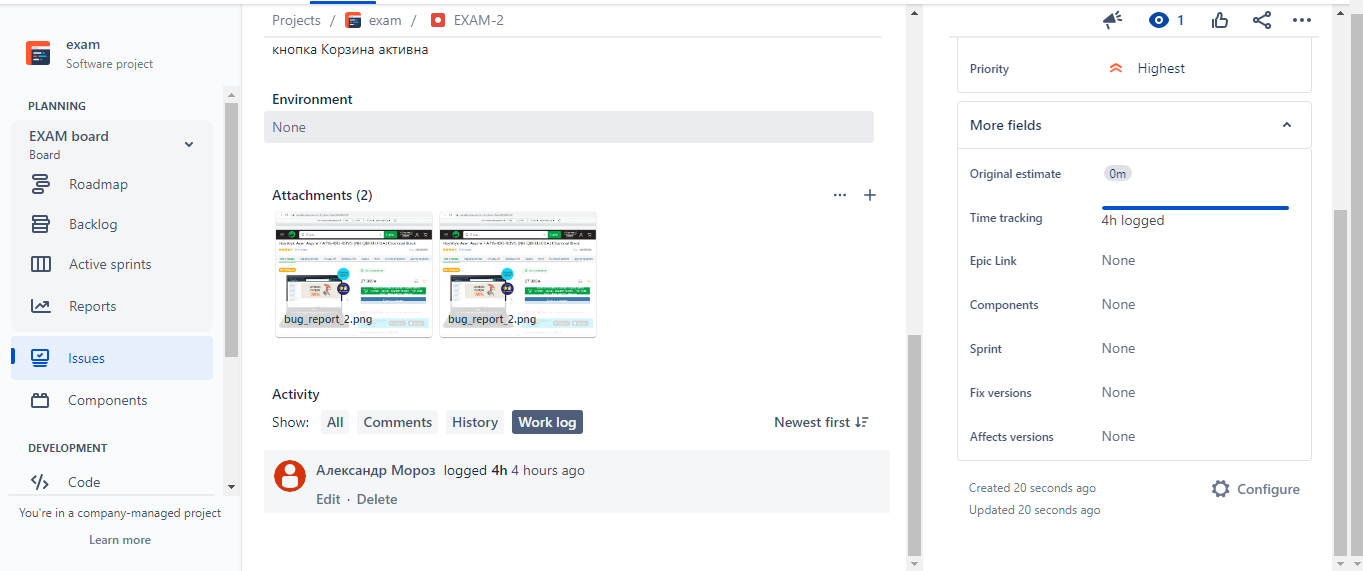 exam
Software project
PLANNING
EXAM board
Board
Roadmap
Backlog
Active sprints
Reports
Issues
Components
DEVELOPMENT
Code
You're in a company-managed project
Learn more
Projects / exam / EXAM-2
кнопка Корзина активна
Environment
None
Attachments (2)
bug_report_2.png
bug_report_2.png
Activity
Show: All Comments History Work log Newest first
Александр Мороз logged 4h 4 hours ago
Edit · Delete
1
Priority Highest
More fields
Original estimate 0m
Time tracking 4h logged
Epic Link None
Components None
Sprint None
Fix versions None
Affects versions None
Created 20 seconds ago
Updated 20 seconds ago
Configure